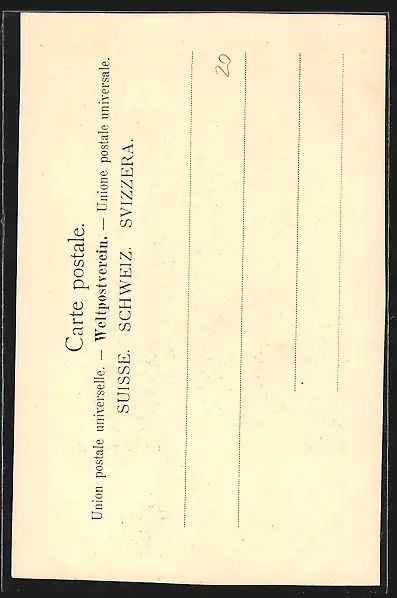 Carte postale.
Union postale universelle. — Weltpostverein. — Unione postale universale.
SUISSE. SCHWEIZ. SVIZZERA.
20